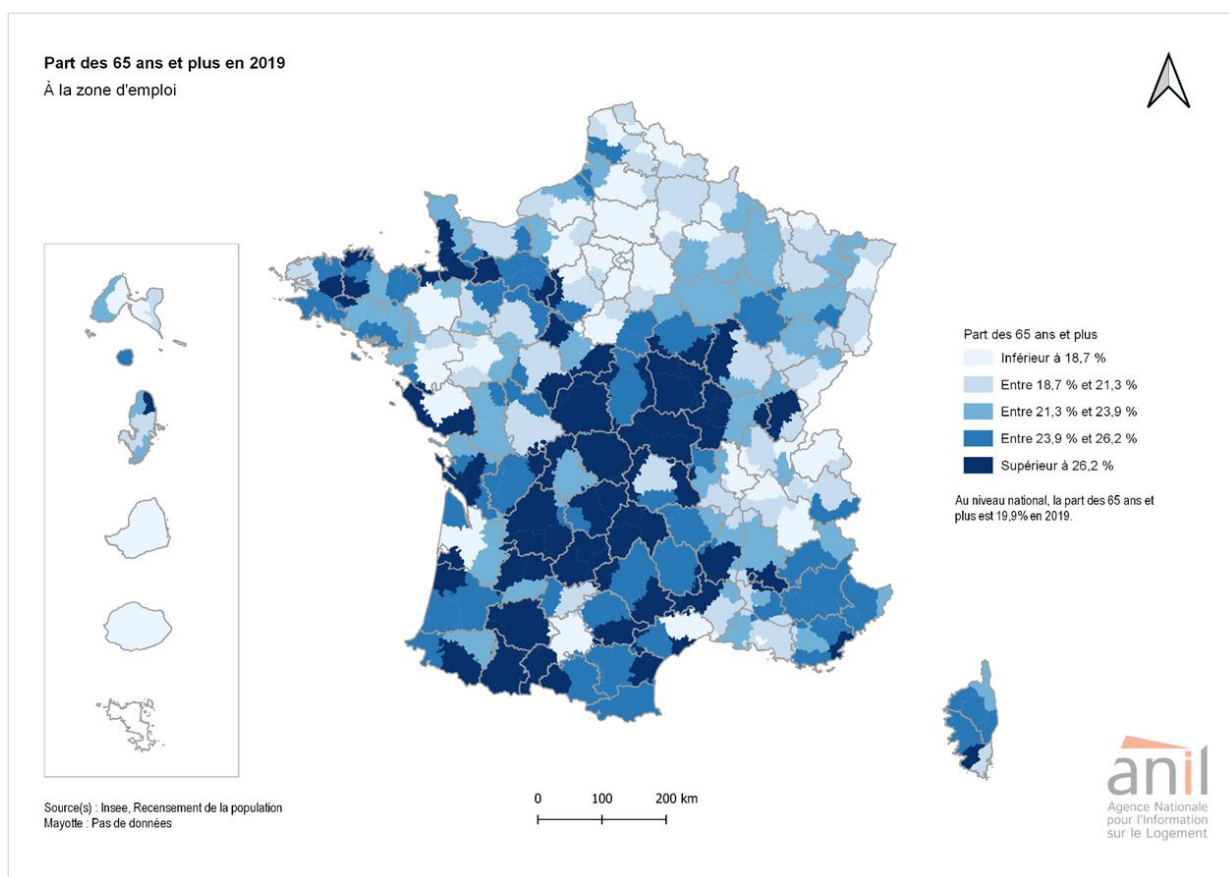 Part des 65 ans et plus en 2019
À la zone d'emploi
Part des 65 ans et plus
Inférieur à 18,7 %
Entre 18,7 % et 21,3 %
Entre 21,3 % et 23,9 %
Entre 23,9 % et 26,2 %
Supérieur à 26,2 %
Au niveau national, la part des 65 ans et
plus est 19,9% en 2019.
Source(s) : Insee, Recensement de la population
Mayotte : Pas de données
0 100 200 km
anil
Agence Nationale
pour l'Information
sur le Logement